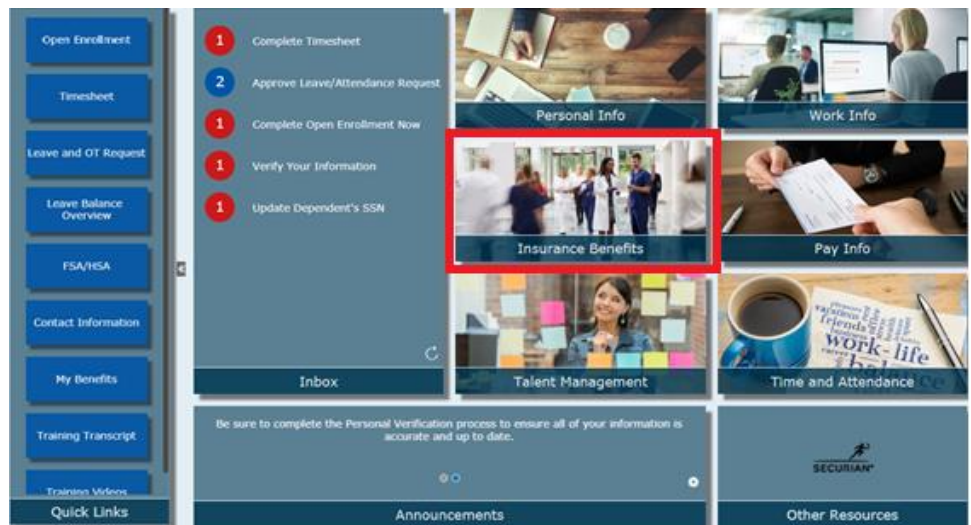 Open Enrollment
Timesheet
Leave and OT Request
Leave Balance
Overview
FSA/HSA
Contact Information
My Benefits
Training Transcript
Training Videos
Quick Links
1 Complete Timesheet
2 Approve Leave/Attendance Request
1 Complete Open Enrollment Now
1 Verify Your Information
1 Update Dependent's SSN
Inbox
Personal Info
Work Info
Insurance Benefits
Pay Info
Talent Management
vacations
friends
business
work-life
career
balance
Time and Attendance
Be sure to complete the Personal Verification process to ensure all of your information is
accurate and up to date.
Announcements
SECURIAN
Other Resources